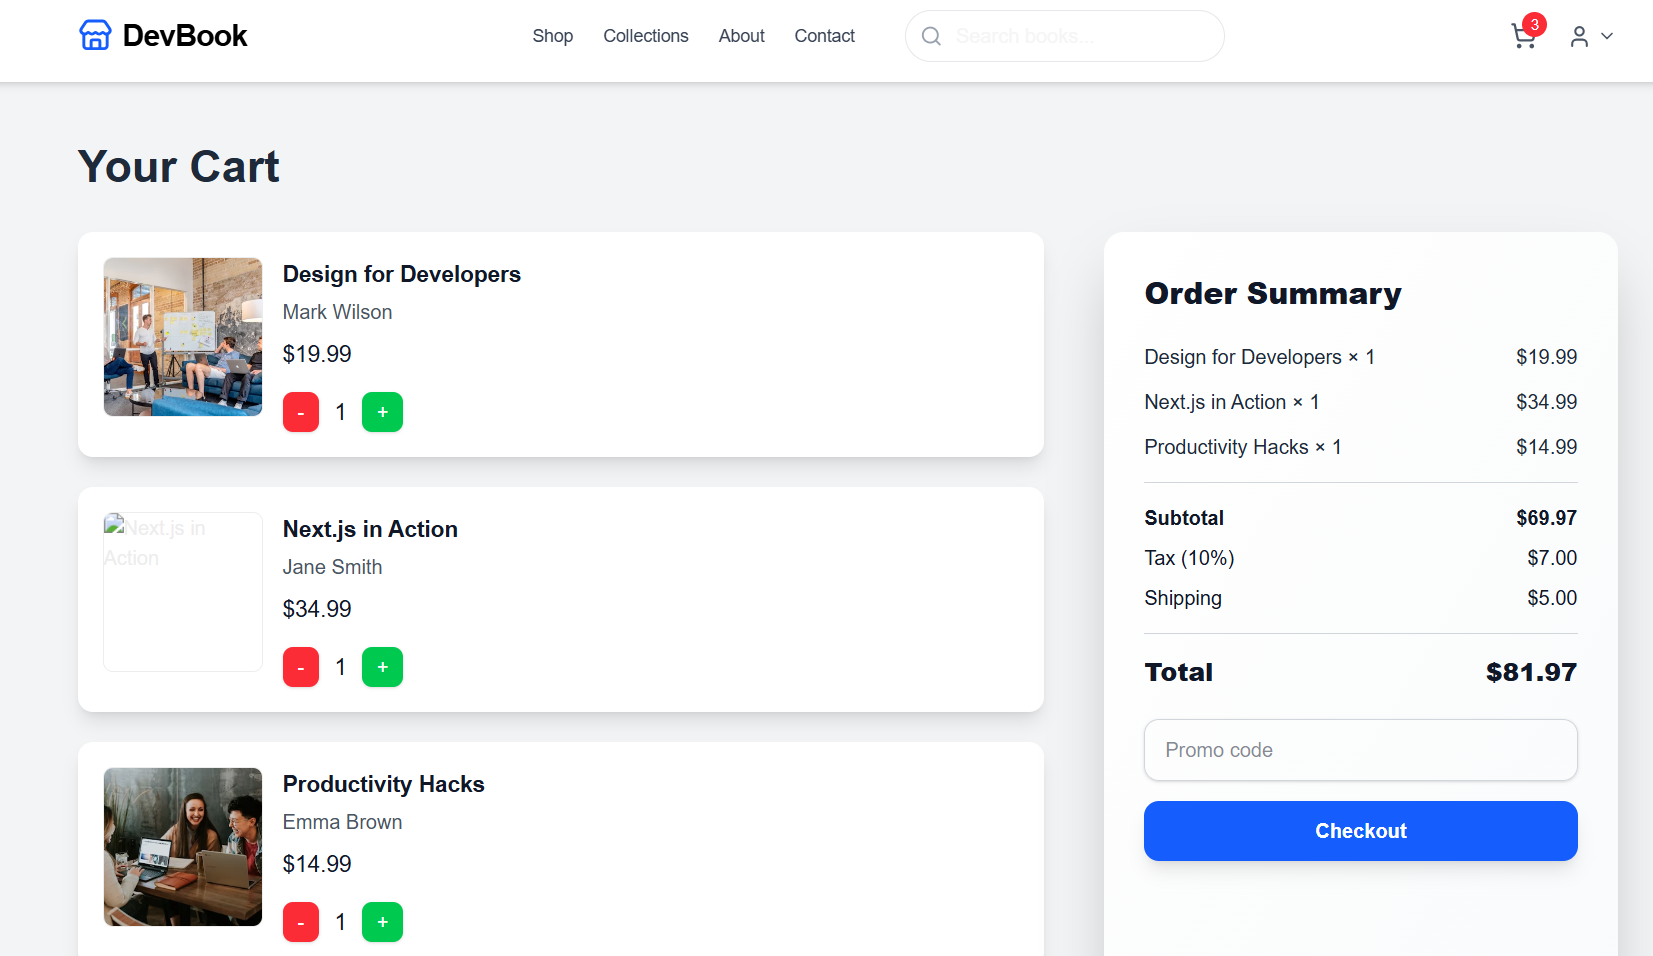 DevBook
Shop
Collections
About
Contact
Search books...
3
Your Cart
Design for Developers
Mark Wilson
$19.99
- 1 +
Next.js in Action
Next.js in Action
Jane Smith
$34.99
- 1 +
Productivity Hacks
Emma Brown
$14.99
- 1 +
Order Summary
Design for Developers × 1 $19.99
Next.js in Action × 1 $34.99
Productivity Hacks × 1 $14.99
Subtotal $69.97
Tax (10%) $7.00
Shipping $5.00
Total $81.97
Promo code
Checkout